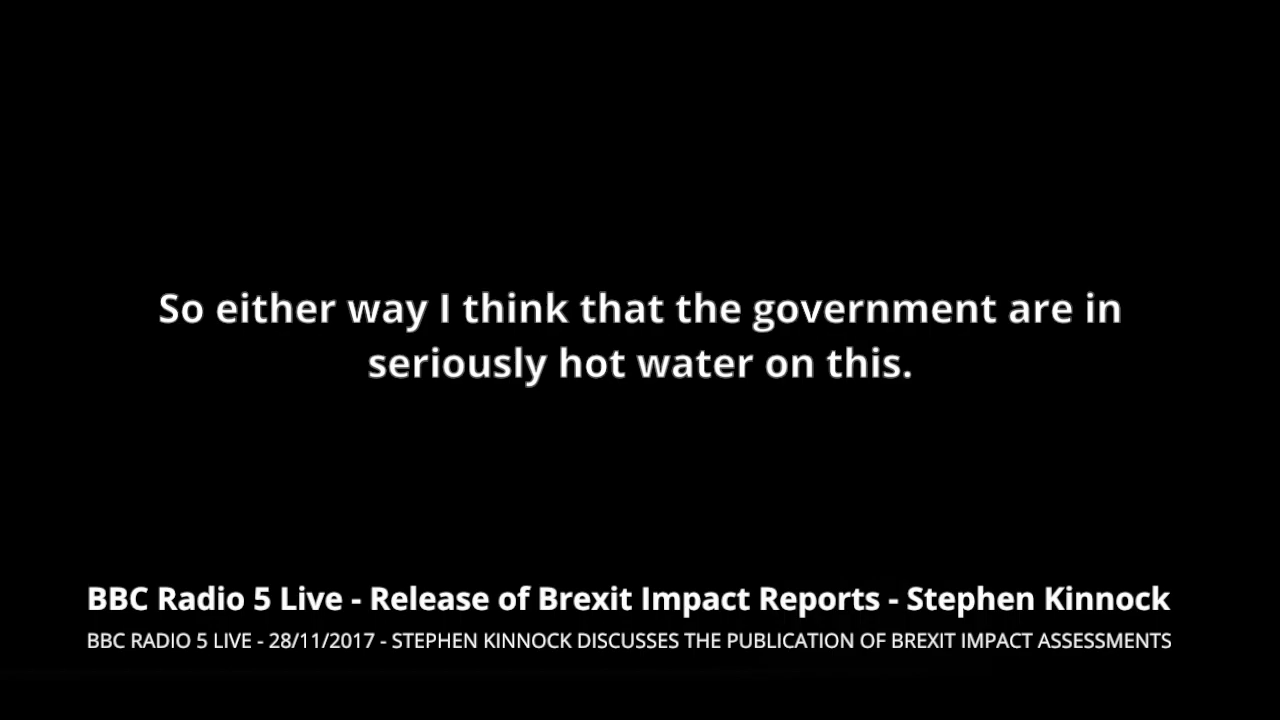 So either way I think that the government are in
seriously hot water on this.
BBC Radio 5 Live - Release of Brexit Impact Reports - Stephen Kinnock
BBC RADIO 5 LIVE - 28/11/2017 - STEPHEN KINNOCK DISCUSSES THE PUBLICATION OF BREXIT IMPACT ASSESSMENTS